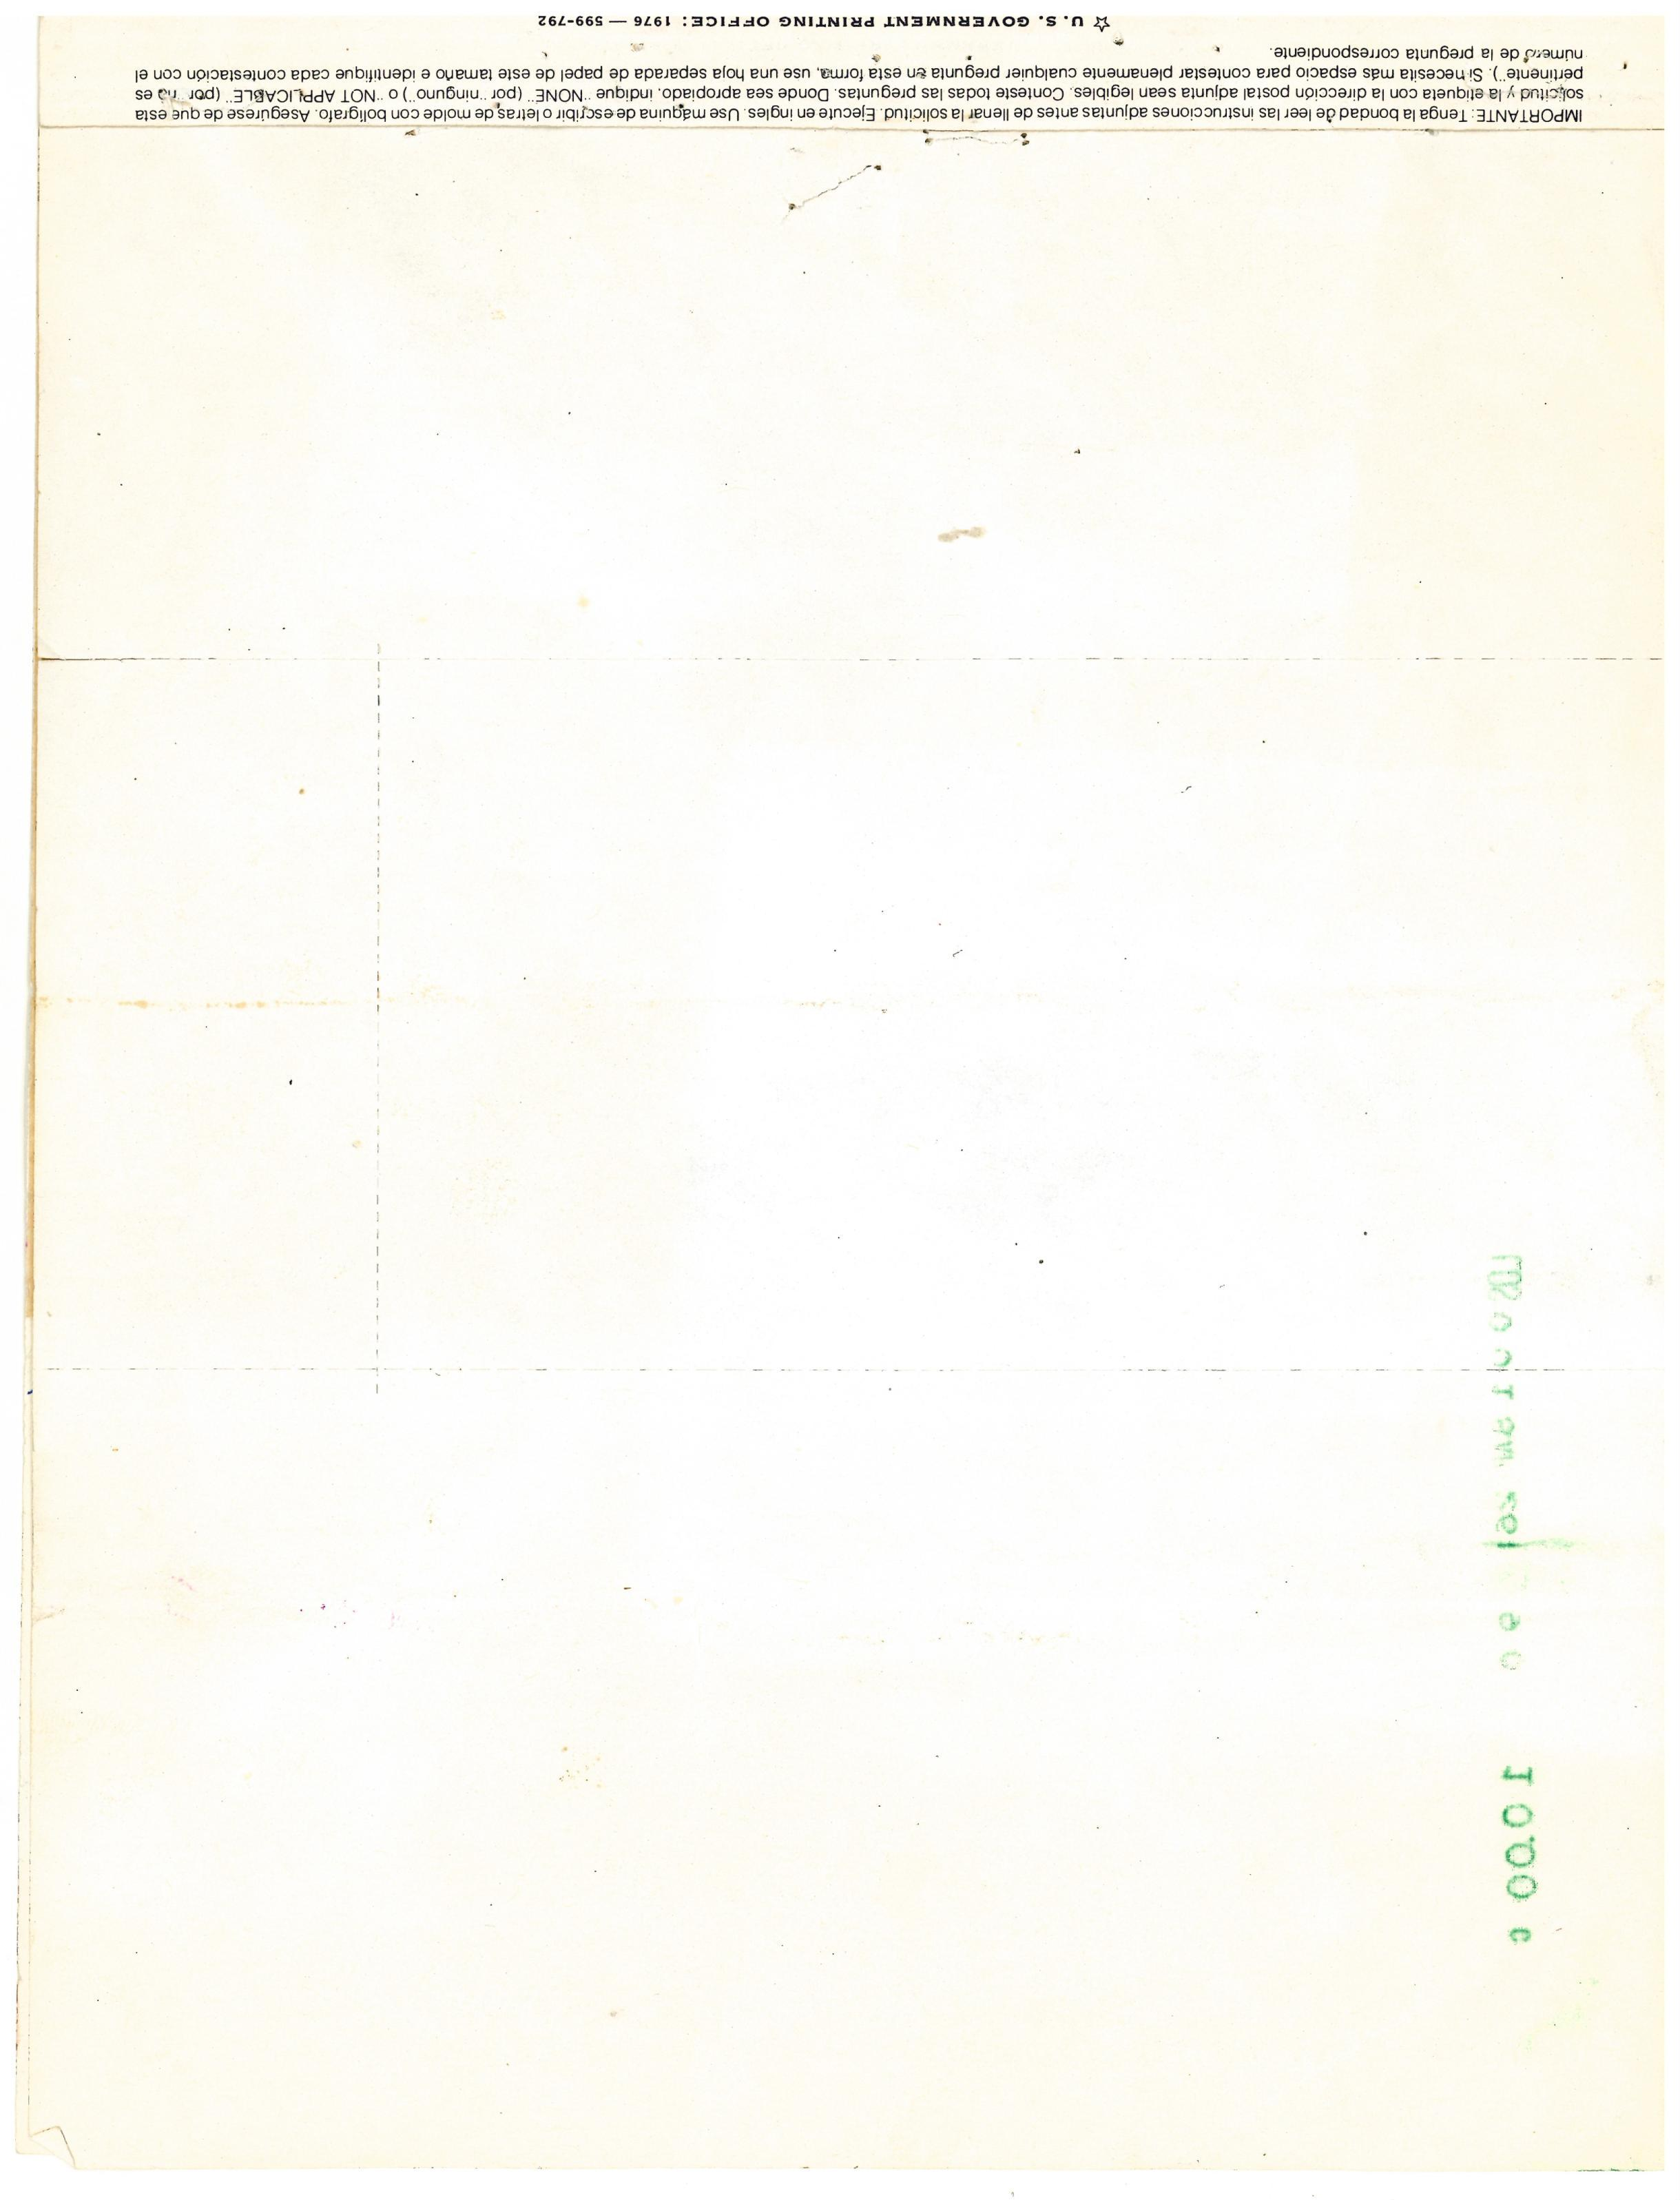 IMPORTANTE: Tenga la bondad de leer las instrucciones adjuntas antes de llenar la solicitud. Ejecute en ingles. Use maquina de escribir o letras de molde con boligrafo. Asegúrese de que esta
solicitud y la etiqueta con la dirección postal adjunta sean legibles. Conteste todas las preguntas. Donde sea apropiado, indique "NONE" (por "ninguno") o "NOT APPLICABLE" (por "no es
pertinente"). Si necesita más espacio para contestar plenamente cualquier pregunta en esta forma, use una hoja separada de papel de este tamaño e identifique cada contestación con el
número de la pregunta correspondiente.
☆ U. S. GOVERNMENT PRINTING OFFICE: 1976 — 599-792